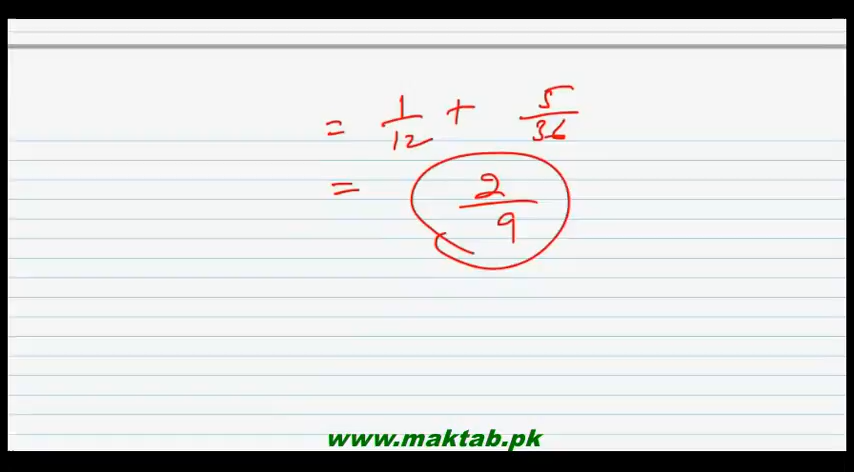 = 1/12 + 5/36
= 2/9
www.maktab.pk